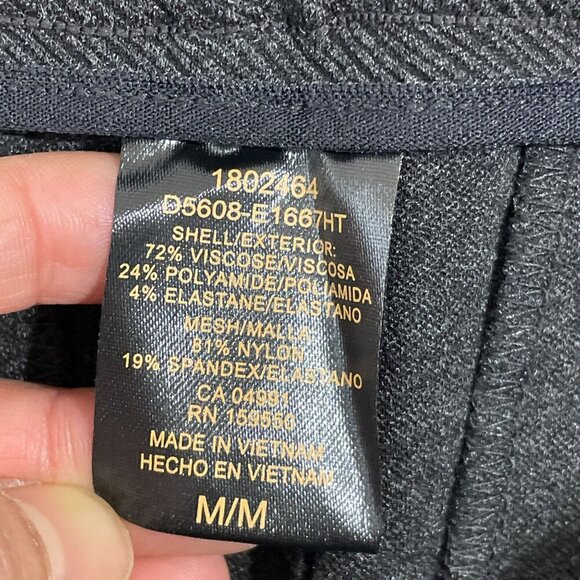 1802464
D5608-E1667HT
SHELL/EXTERIOR:
72% VISCOSE/VISCOSA
24% POLYAMIDE/POLIAMIDA
4% ELASTANE/ELASTANO
MESH/MALLA
81% NYLON
19% SPANDEX/ELASTANO
CA 04991
RN 159556
MADE IN VIETNAM
HECHO EN VIETNAM
M/M